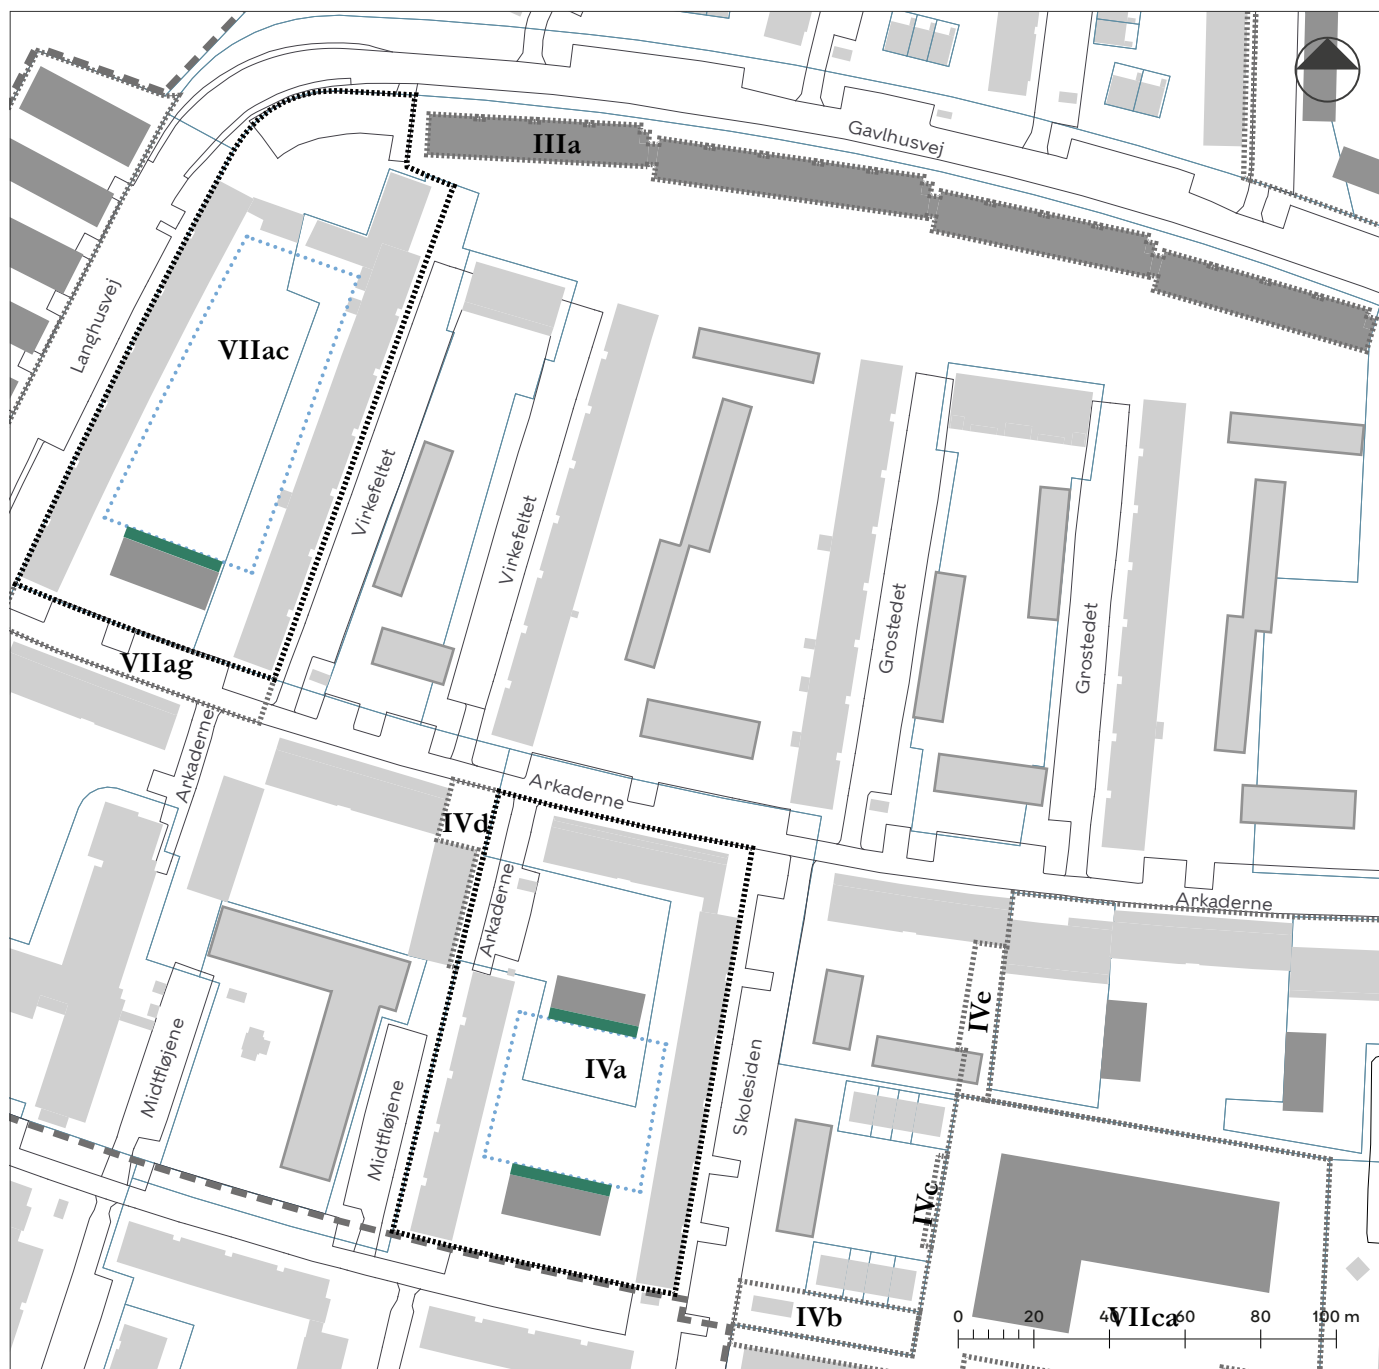 Gavlhusvej
IIIa
Langhusvej
VIIac
Virkefeltet
Virkefeltet
Grostedet
Grostedet
VIIag
Arkaderne
Arkaderne
IVd
Arkaderne
Arkaderne
IVe
IVa
Midtfløjene
Midtfløjene
Skolesiden
IVc
IVb
VIIca
0 20 40 60 80 100 m